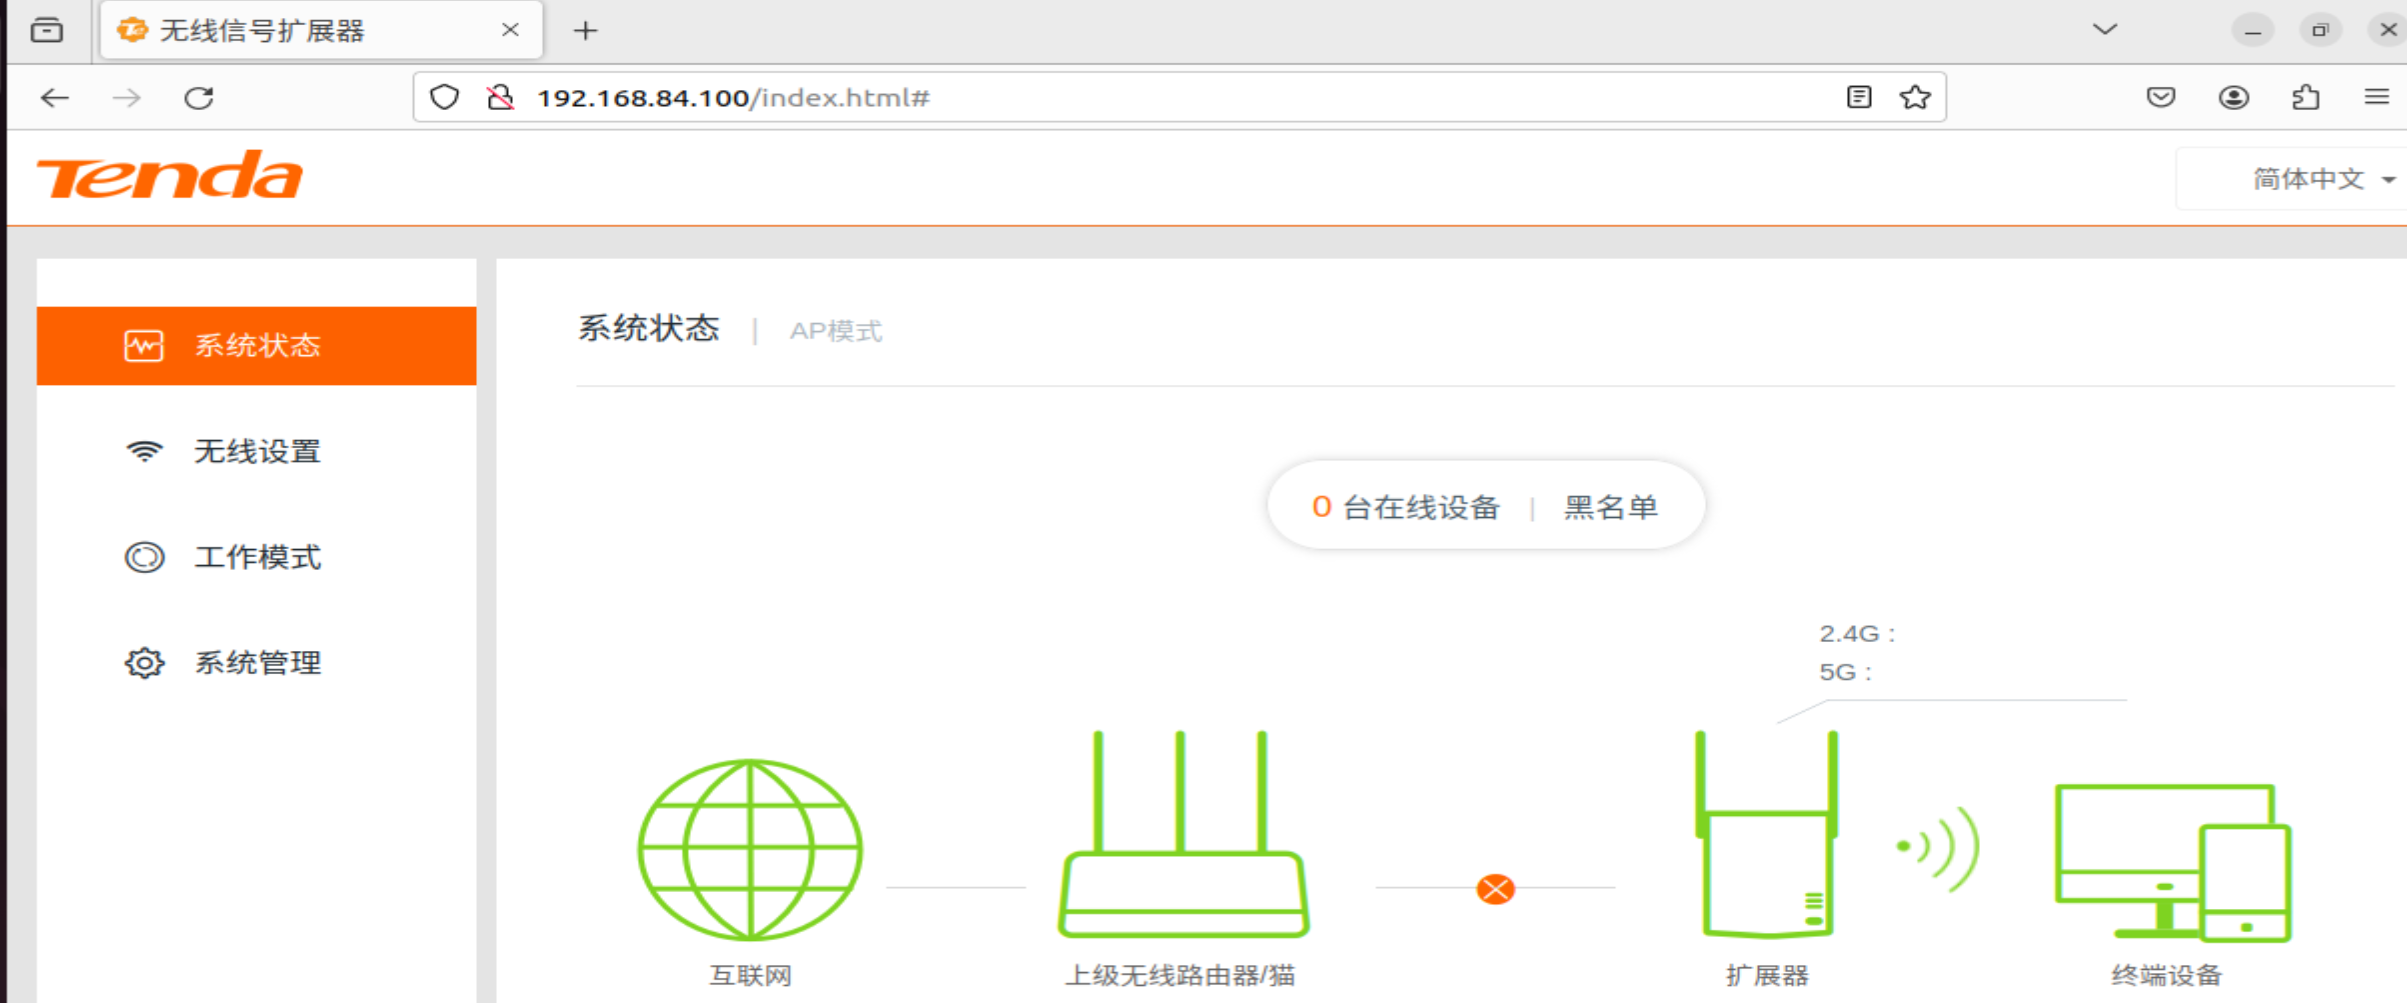 无线信号扩展器
192.168.84.100/index.html#
Tenda
简体中文
系统状态
无线设置
工作模式
系统管理
系统状态 | AP模式
0 台在线设备 | 黑名单
2.4G :
5G :
互联网
上级无线路由器/猫
扩展器
终端设备